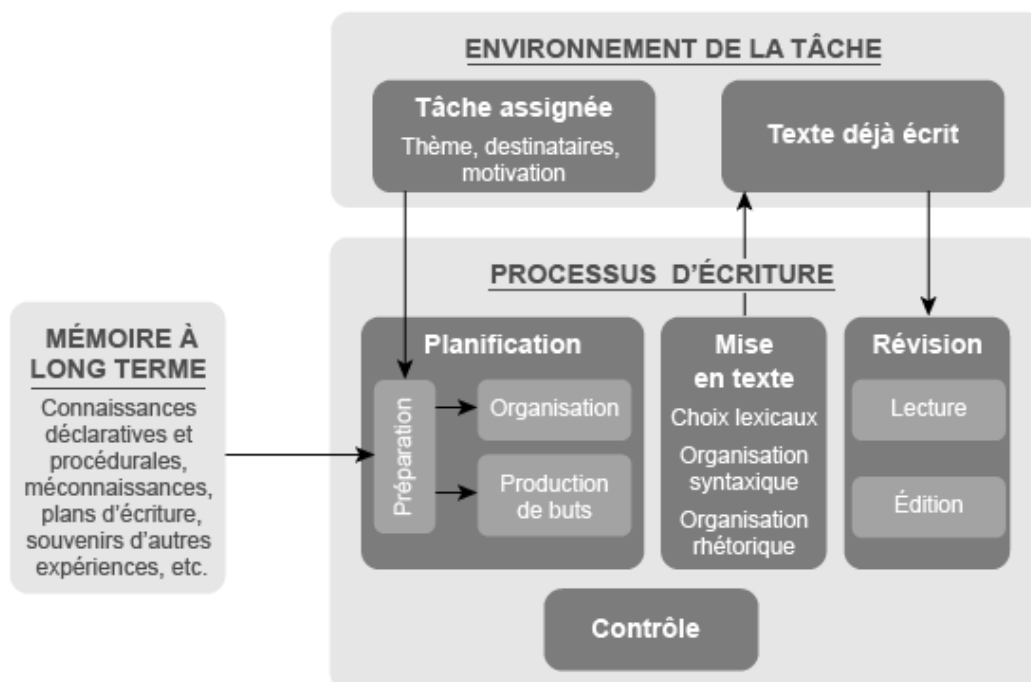 ENVIRONNEMENT DE LA TÂCHE
Tâche assignée
Thème, destinataires,
motivation
Texte déjà écrit
PROCESSUS D’ÉCRITURE
MÉMOIRE À
LONG TERME
Connaissances
déclaratives et
procédurales,
méconnaissances,
plans d’écriture,
souvenirs d’autres
expériences, etc.
Planification
Préparation
Organisation
Production
de buts
Mise
en texte
Choix lexicaux
Organisation
syntaxique
Organisation
rhétorique
Révision
Lecture
Édition
Contrôle